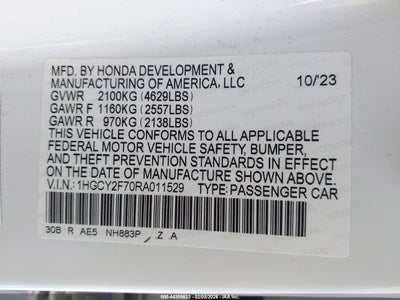 MFD. BY HONDA DEVELOPMENT &
MANUFACTURING OF AMERICA, LLC 10/'23
GVWR 2100KG (4629LBS)
GAWR F 1160KG (2557LBS)
GAWR R 970KG (2138LBS)
THIS VEHICLE CONFORMS TO ALL APPLICABLE
FEDERAL MOTOR VEHICLE SAFETY, BUMPER,
AND THEFT PREVENTION STANDARDS IN EFFECT
ON THE DATE OF MANUFACTURE SHOWN ABOVE.
V.I.N.: 1HGCY2F70RA011529 TYPE: PASSENGER CAR
30B R AE5 NH883P Z A